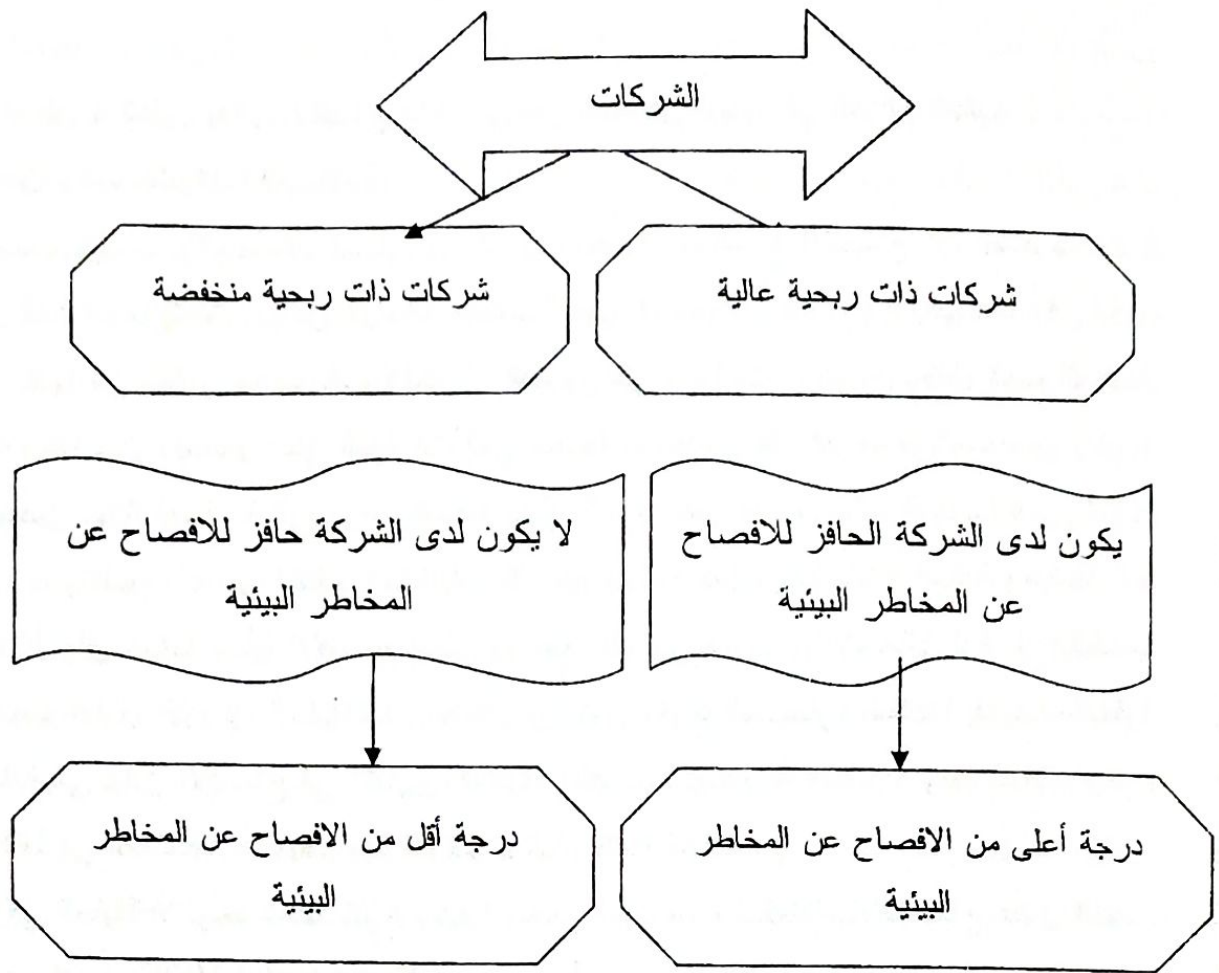 الشركات
شركات ذات ربحية عالية
شركات ذات ربحية منخفضة
يكون لدى الشركة الحافز للافصاح
عن المخاطر البيئية
لا يكون لدى الشركة حافز للافصاح عن
المخاطر البيئية
درجة أعلى من الافصاح عن المخاطر
البيئية
درجة أقل من الافصاح عن المخاطر
البيئية